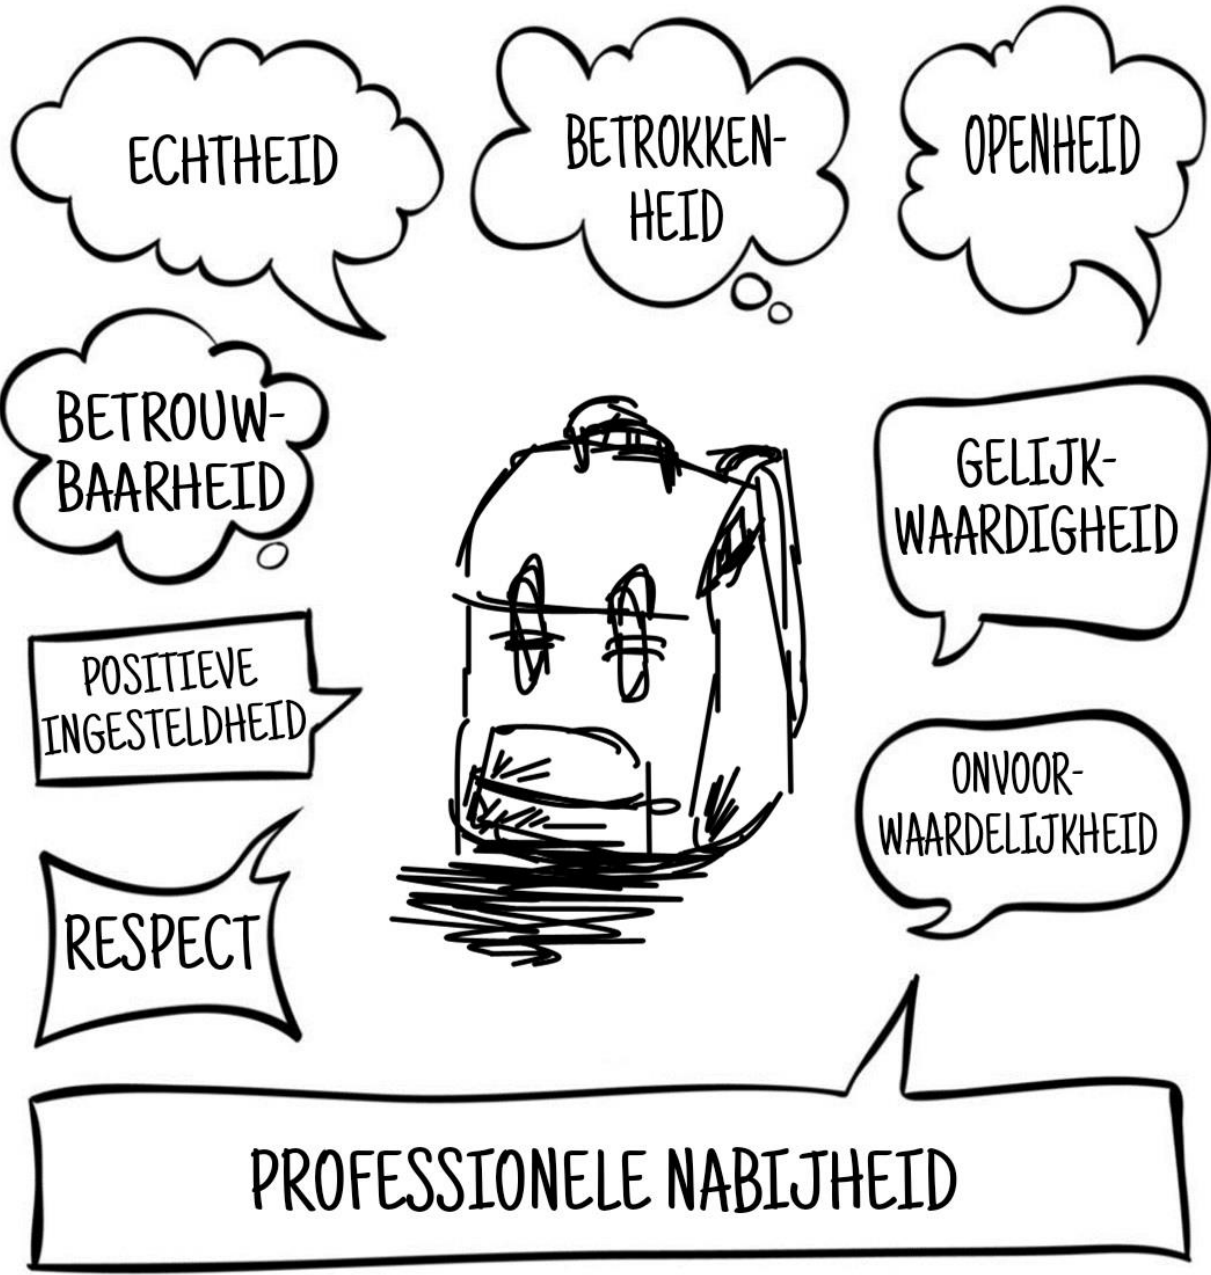 ECHTHEID
BETROKKEN-
HEID
OPENHEID
BETROUW-
BAARHEID
GELIJK-
WAARDIGHEID
POSITIEVE
INGESTELDHEID
ONVOOR-
WAARDELIJKHEID
RESPECT
PROFESSIONELE NABIJHEID